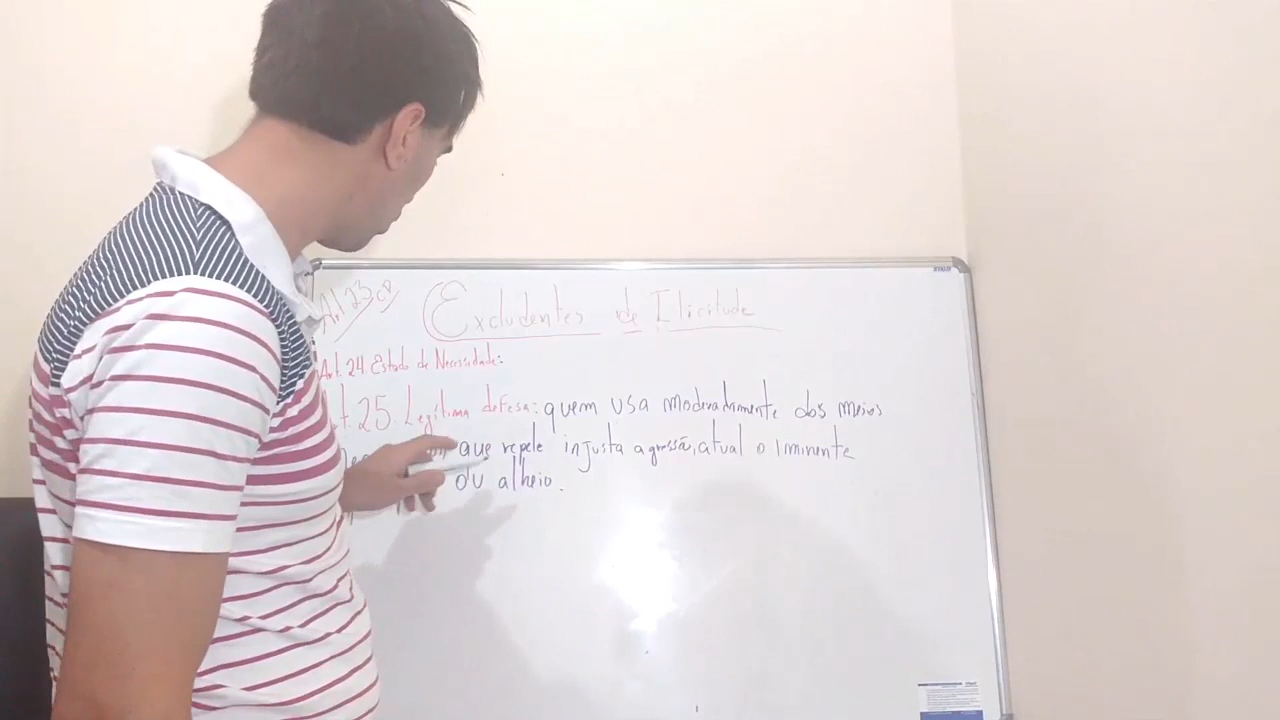 Art 23 CP
Excludentes de Ilicitude
Art. 24. Estado de Necessidade:
Art. 25. Legítima defesa: quem usa moderadamente dos meios
que repele injusta agressão, atual o iminente
ou alheio.
STALO